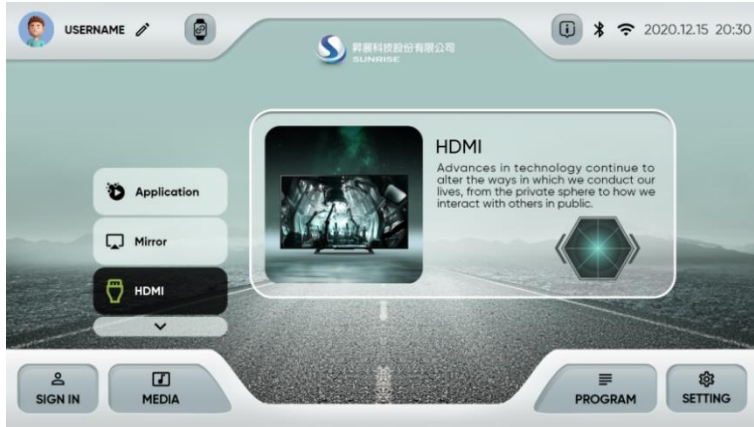 USERNAME
昇展科技股份有限公司
SUNRISE
2020.12.15 20:30
Application
Mirror
HDMI
HDMI
Advances in technology continue to
alter the ways in which we conduct our
lives, from the private sphere to how we
interact with others in public.
SIGN IN
MEDIA
PROGRAM
SETTING